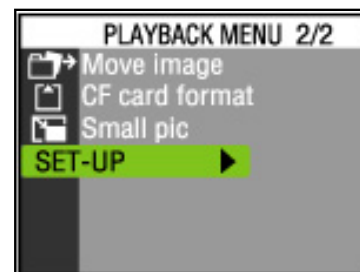 PLAYBACK MENU 2/2
Move image
CF card format
Small pic
SET-UP